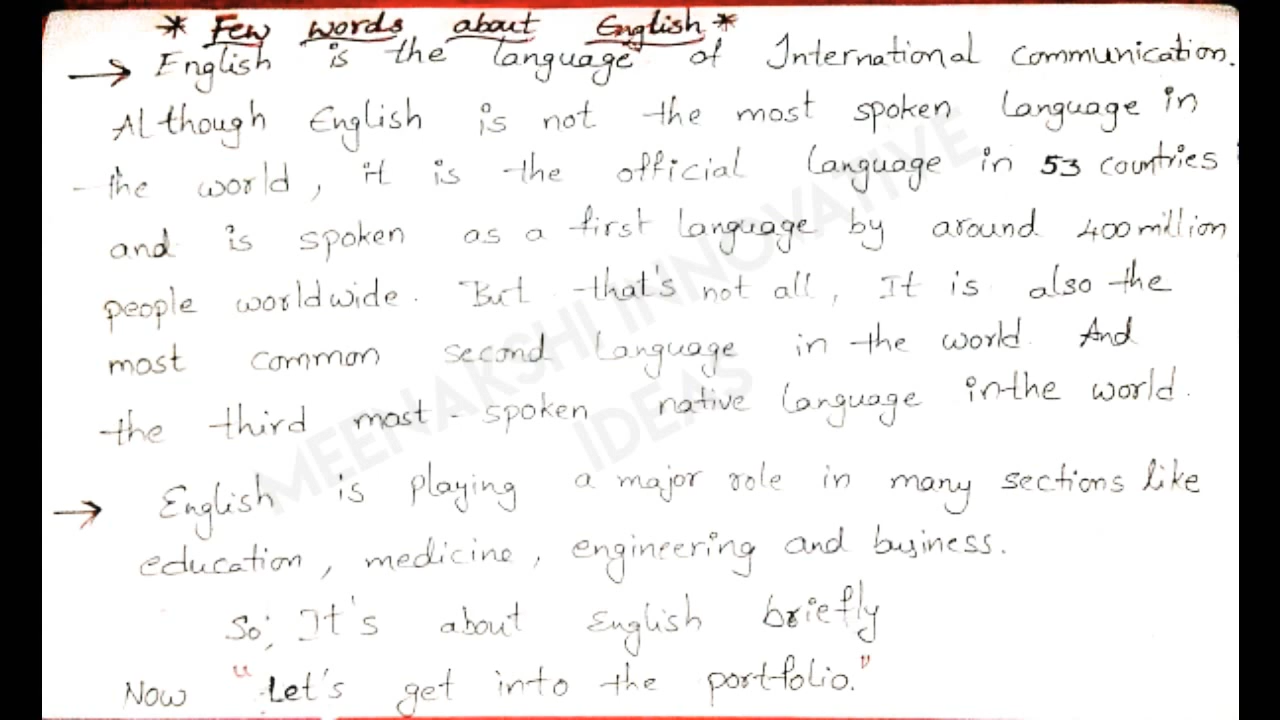 * Few words about English *
→ English is the language of International communication.
Although English is not the most spoken language in
the world, it is the official language in 53 countries
and is spoken as a first language by around 400 million
people worldwide. But that's not all, It is also the
most common second language in the world. And
the third most-spoken native language in the world.
→ English is playing a major role in many sections like
education, medicine, engineering and business.
So, It's about English briefly
Now "Let's get into the portfolio."
MEENAKSHI INNOVATIVE
IDEAS